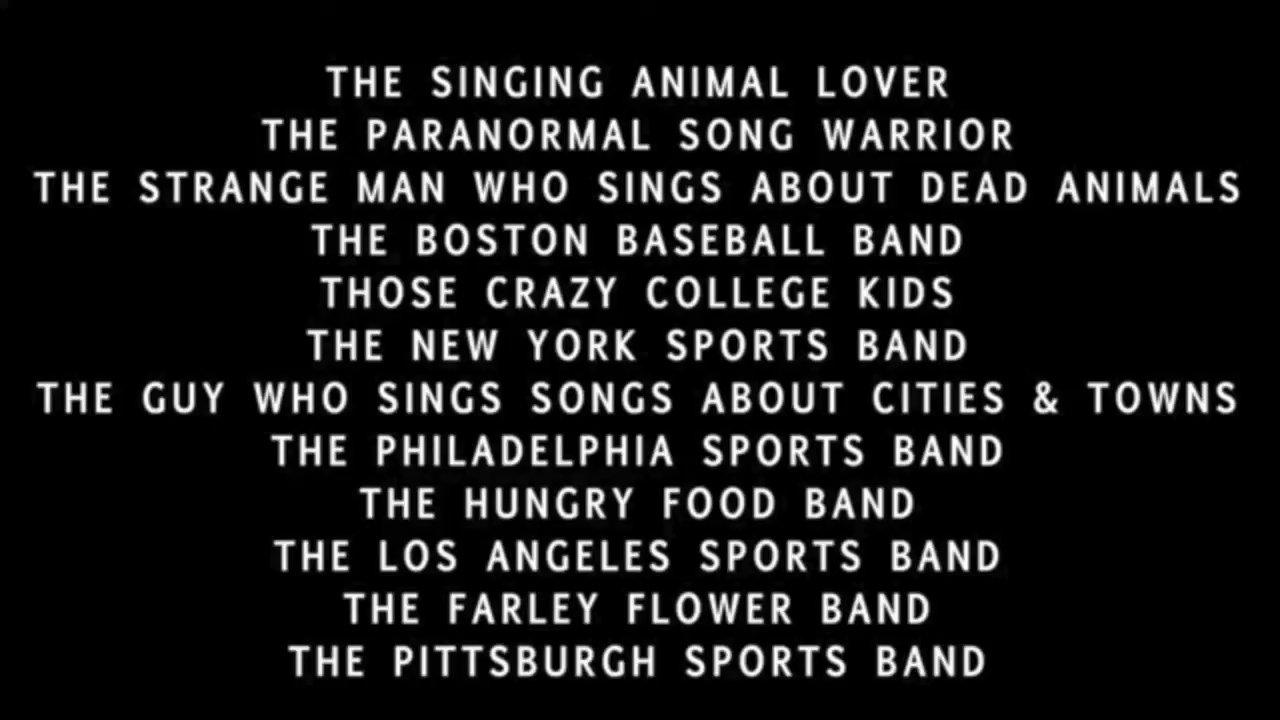 THE SINGING ANIMAL LOVER
THE PARANORMAL SONG WARRIOR
THE STRANGE MAN WHO SINGS ABOUT DEAD ANIMALS
THE BOSTON BASEBALL BAND
THOSE CRAZY COLLEGE KIDS
THE NEW YORK SPORTS BAND
THE GUY WHO SINGS SONGS ABOUT CITIES & TOWNS
THE PHILADELPHIA SPORTS BAND
THE HUNGRY FOOD BAND
THE LOS ANGELES SPORTS BAND
THE FARLEY FLOWER BAND
THE PITTSBURGH SPORTS BAND